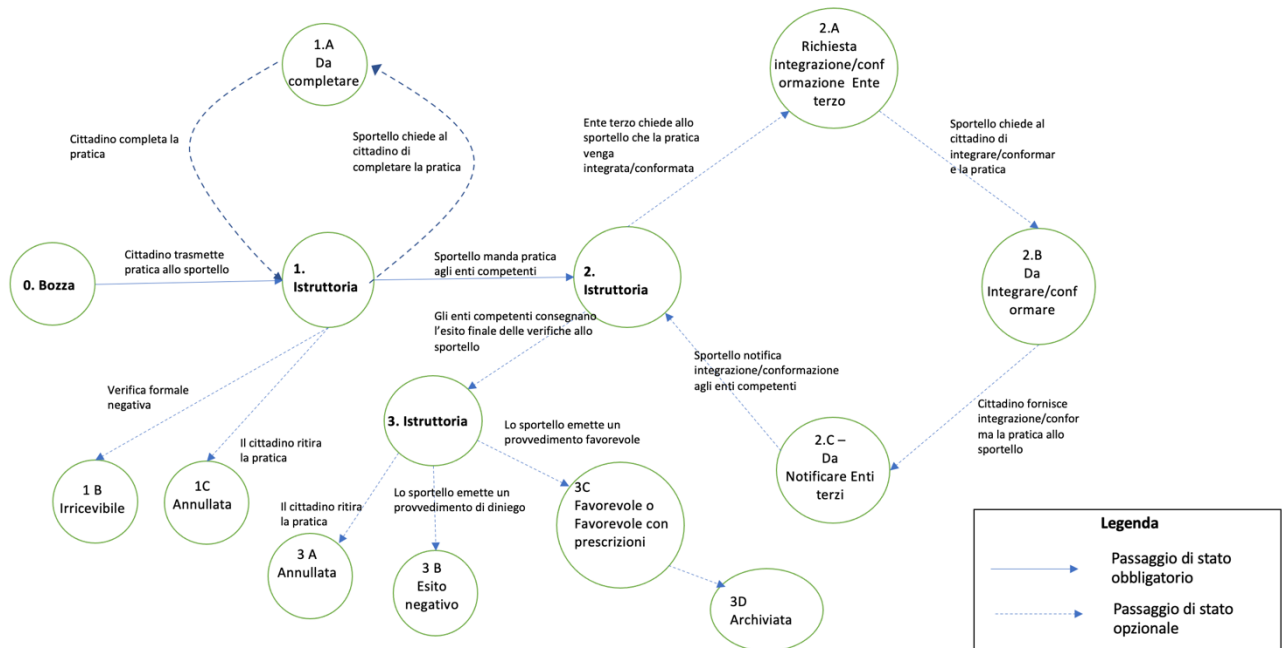 1.A
Da
completare
2.A
Richiesta
integrazione/conf
ormazione Ente
terzo
Cittadino completa la
pratica
Sportello chiede al
cittadino di
completare la pratica
Ente terzo chiede allo
sportello che la pratica
venga
integrata/conformata
Sportello chiede al
cittadino di
integrare/conformar
e la pratica
0. Bozza
Cittadino trasmette
pratica allo sportello
1.
Istruttoria
Sportello manda pratica
agli enti competenti
2.
Istruttoria
2.B
Da
Integrare/conf
ormare
Gli enti competenti consegnano
l'esito finale delle verifiche allo
sportello
Sportello notifica
integrazione/conformazione
agli enti competenti
Verifica formale
negativa
Il cittadino ritira
la pratica
3. Istruttoria
Lo sportello emette un
provvedimento favorevole
2.C –
Da
Notificare Enti
terzi
Cittadino fornisce
integrazione/confor
ma la pratica allo
sportello
1 B
Irricevibile
1C
Annullata
Il cittadino ritira
la pratica
Lo sportello emette un
provvedimento di diniego
3C
Favorevole o
Favorevole con
prescrizioni
3 A
Annullata
3 B
Esito
negativo
3D
Archiviata
Legenda
Passaggio di stato
obbligatorio
Passaggio di stato
opzionale